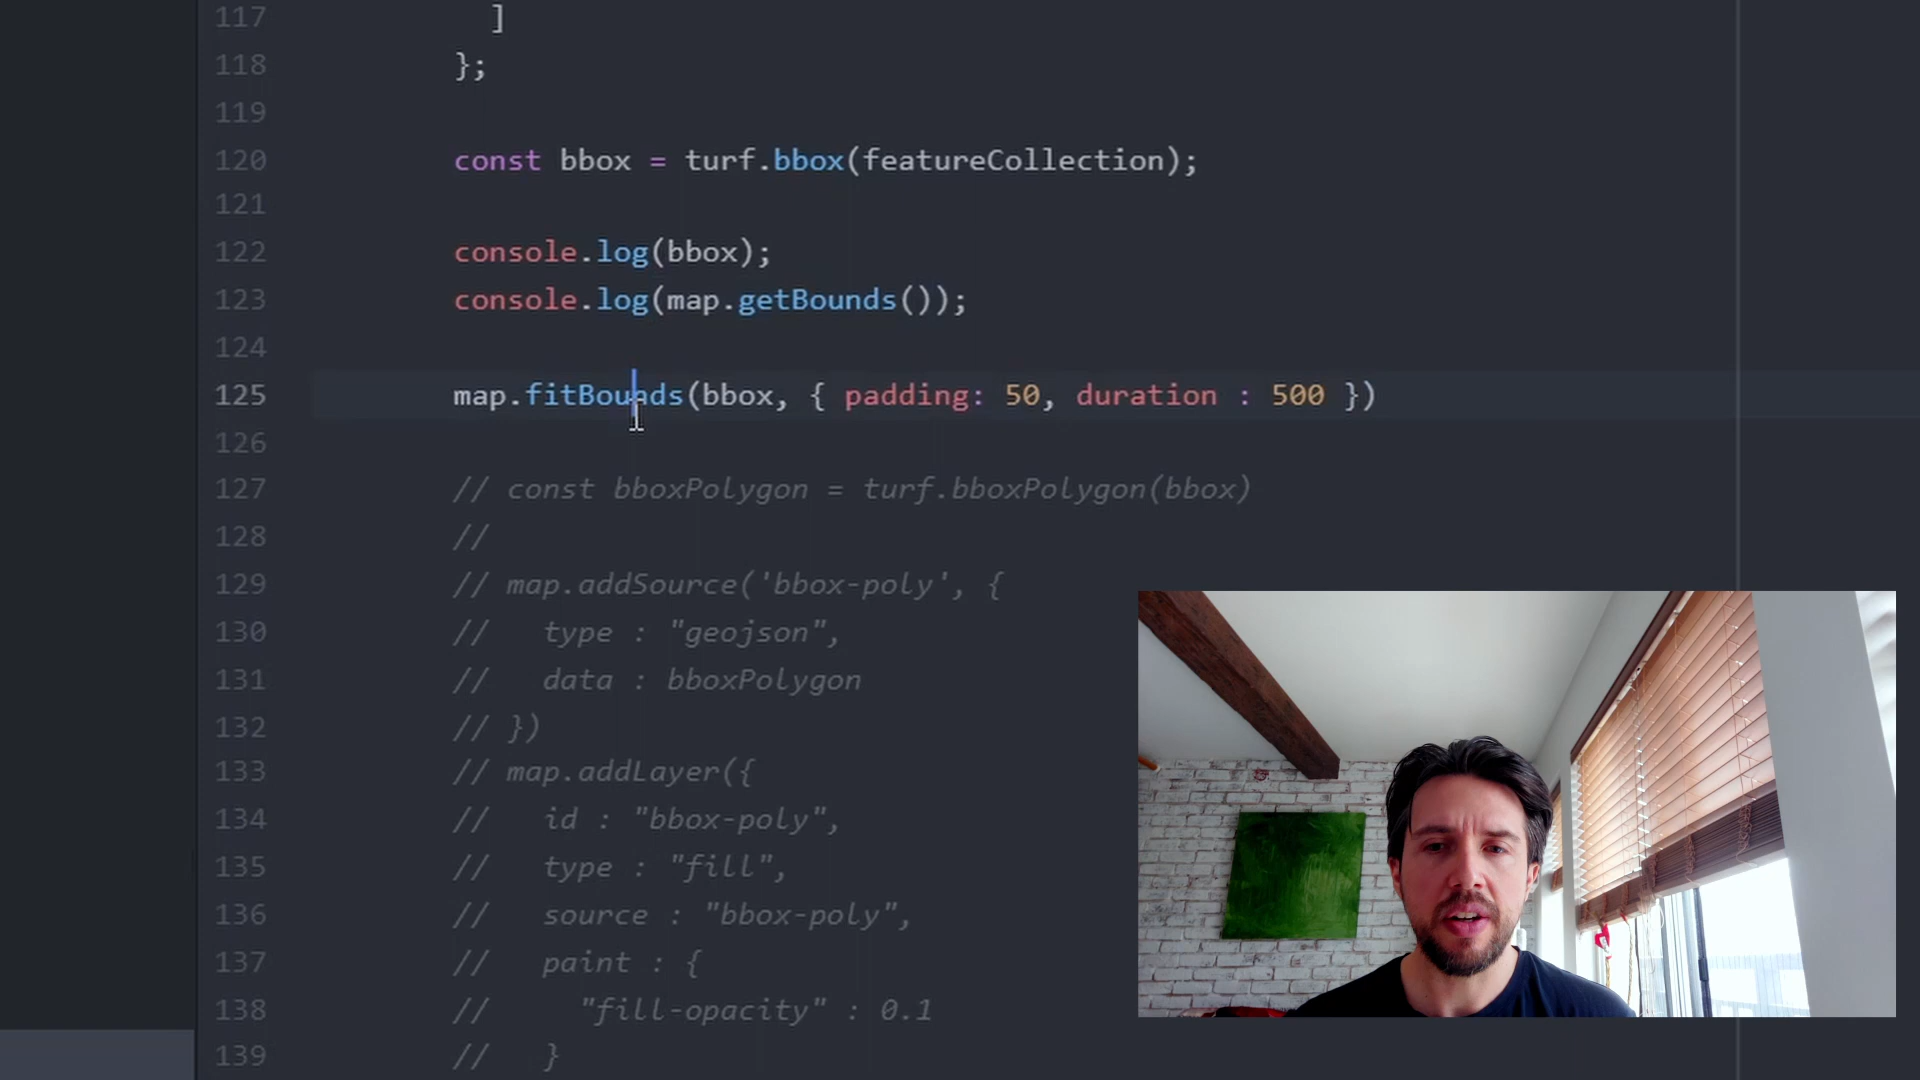 117 ]
118 };
119
120 const bbox = turf.bbox(featureCollection);
121
122 console.log(bbox);
123 console.log(map.getBounds());
124
125 map.fitBounds(bbox, { padding: 50, duration : 500 })
126
127 // const bboxPolygon = turf.bboxPolygon(bbox)
128 //
129 // map.addSource('bbox-poly', {
130 //   type : "geojson",
131 //   data : bboxPolygon
132 // })
133 // map.addLayer({
134 //   id : "bbox-poly",
135 //   type : "fill",
136 //   source : "bbox-poly",
137 //   paint : {
138 //     "fill-opacity" : 0.1
139 //   }